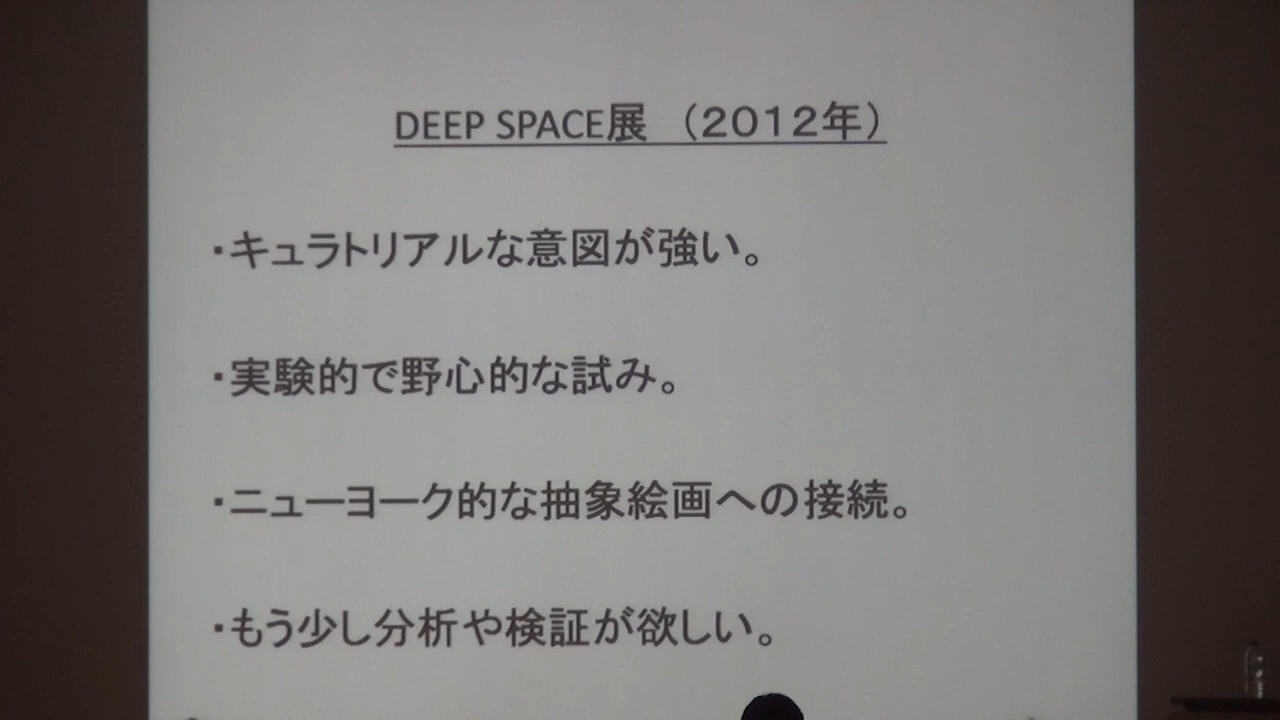 DEEP SPACE展　（２０１２年）
・キュラトリアルな意図が強い。
・実験的で野心的な試み。
・ニューヨーク的な抽象絵画への接続。
・もう少し分析や検証が欲しい。